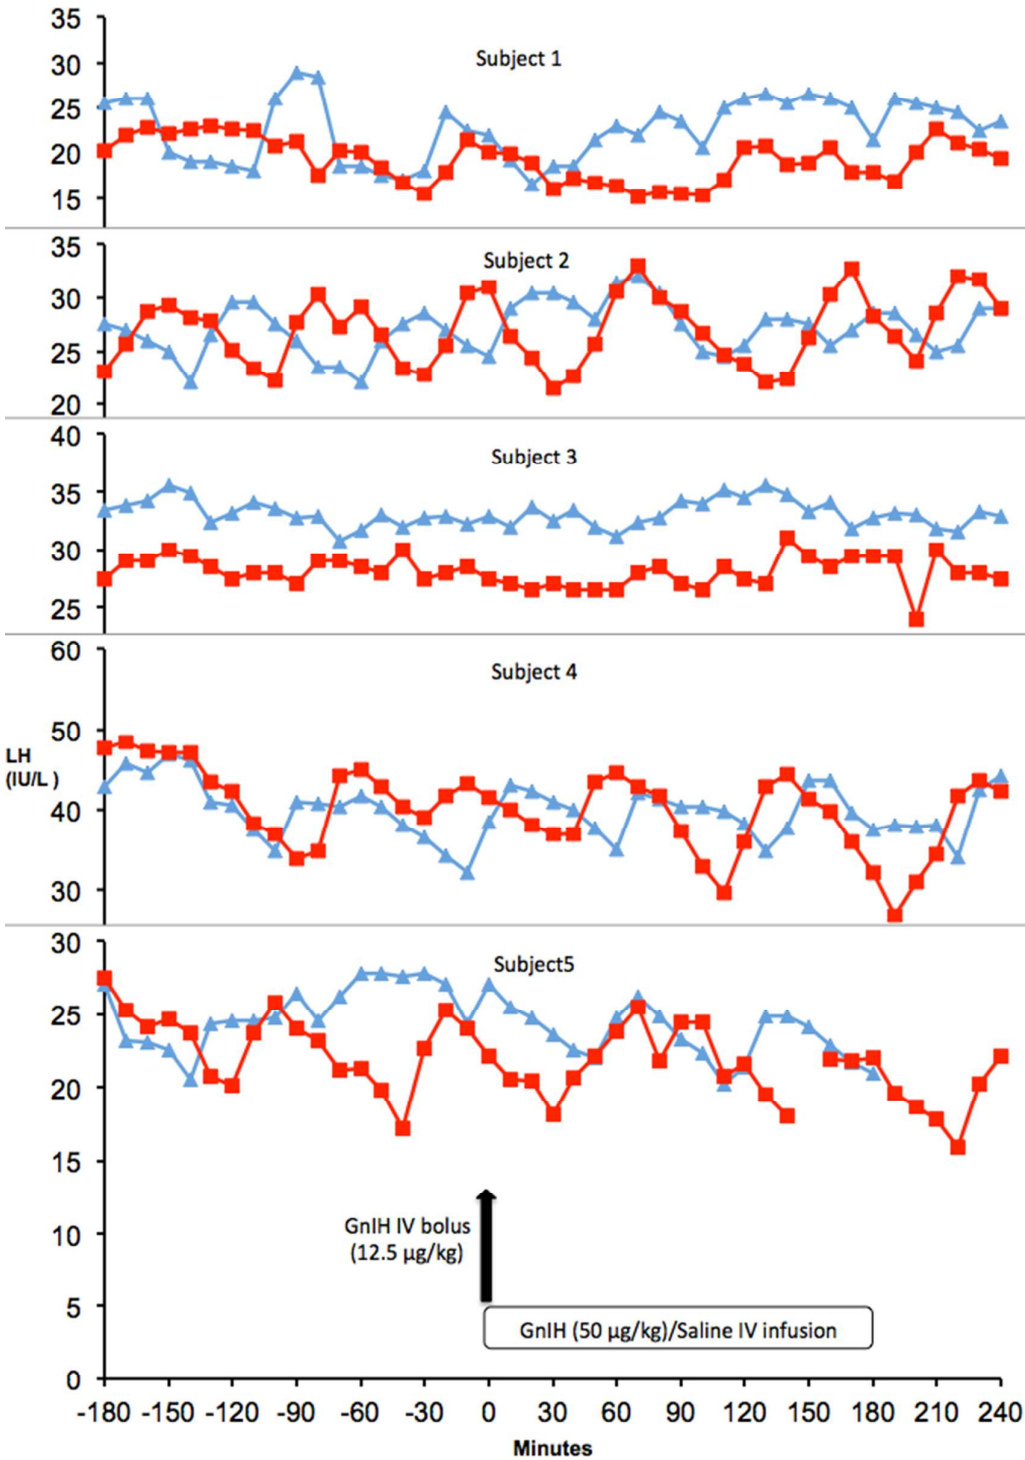 35
Subject 1
30
25
20
15
35
Subject 2
30
25
20
40
Subject 3
35
30
25
60
Subject 4
50
LH
(IU/L )
40
30
30
Subject5
25
20
15
GnIH IV bolus
(12.5 µg/kg)
10
5
GnIH (50 µg/kg)/Saline IV infusion
0
-180 -150 -120 -90 -60 -30 0 30 60 90 120 150 180 210 240
Minutes